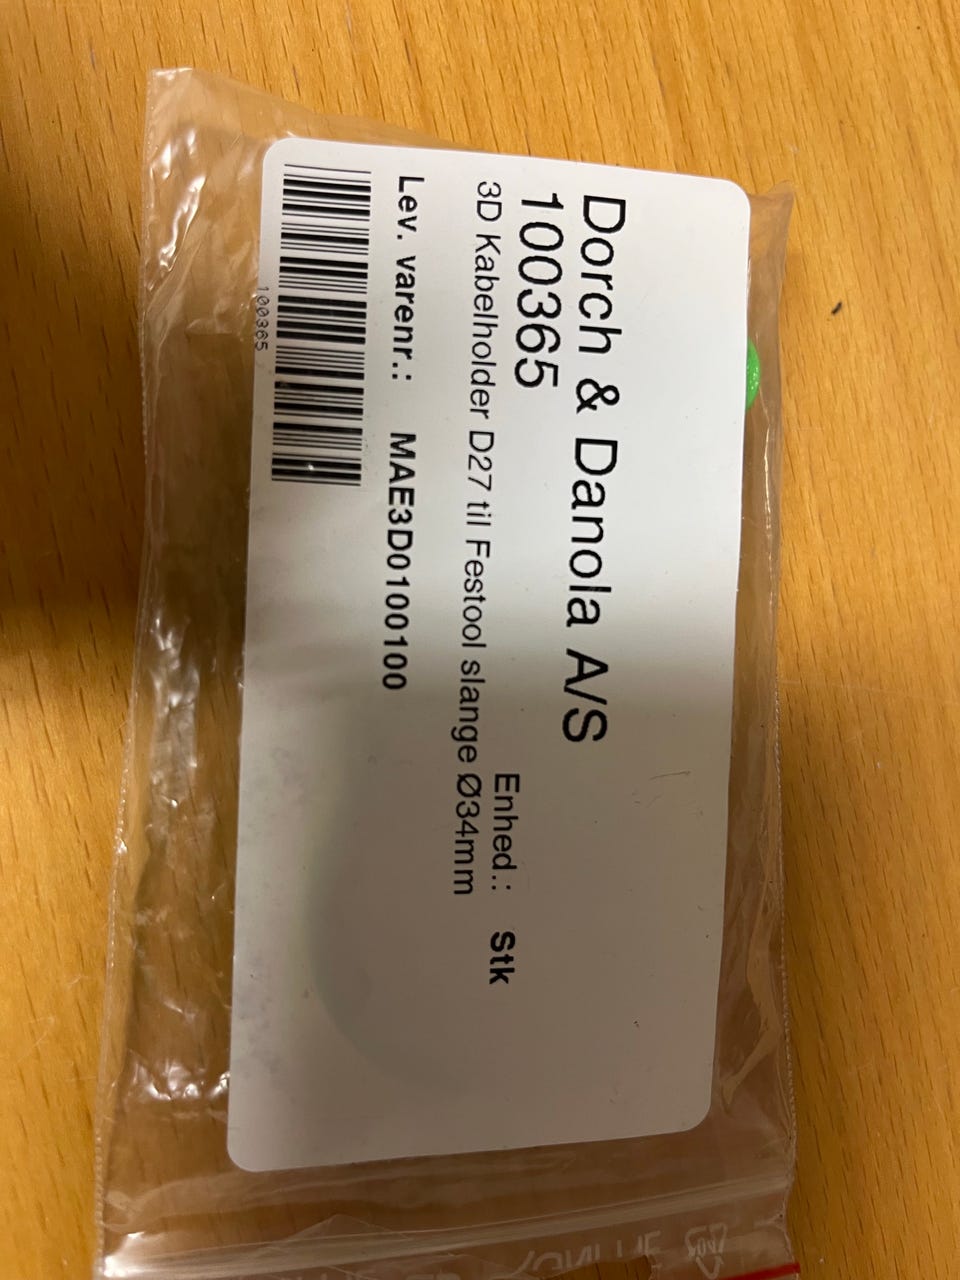 Dorch & Danola A/S
100365
Enhed.: Stk
3D Kabelholder D27 til Festool slange Ø34mm
Lev. varenr.: MAE3D0100100
100365